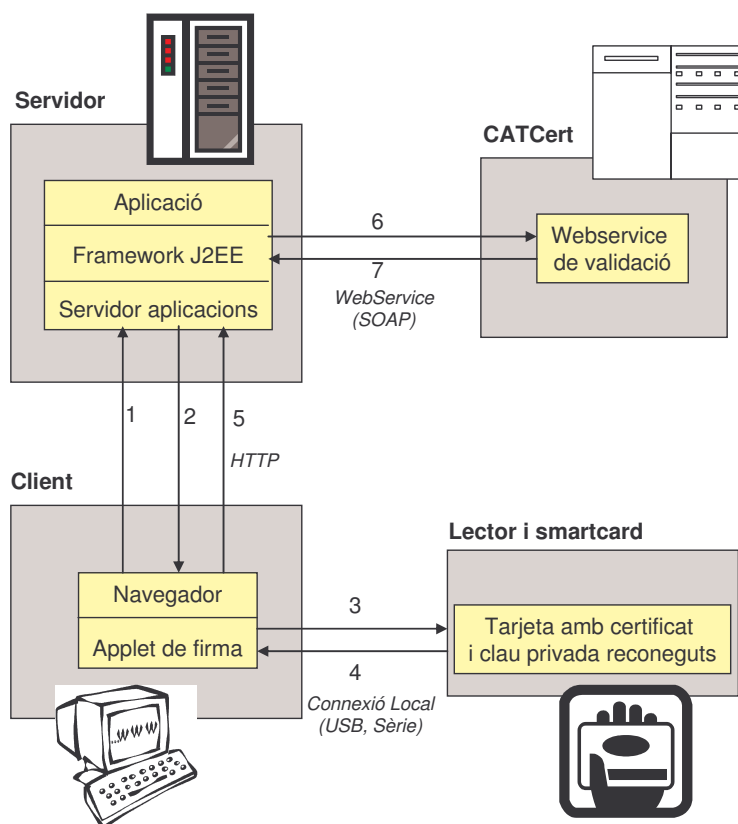 Servidor
CATCert
Aplicació
Framework J2EE
Servidor aplicacions
6
7
WebService
(SOAP)
Webservice
de validació
1
2
5
HTTP
Client
Lector i smartcard
Navegador
Applet de firma
3
4
Connexió Local
(USB, Sèrie)
Tarjeta amb certificat
i clau privada reconeguts
...WWW